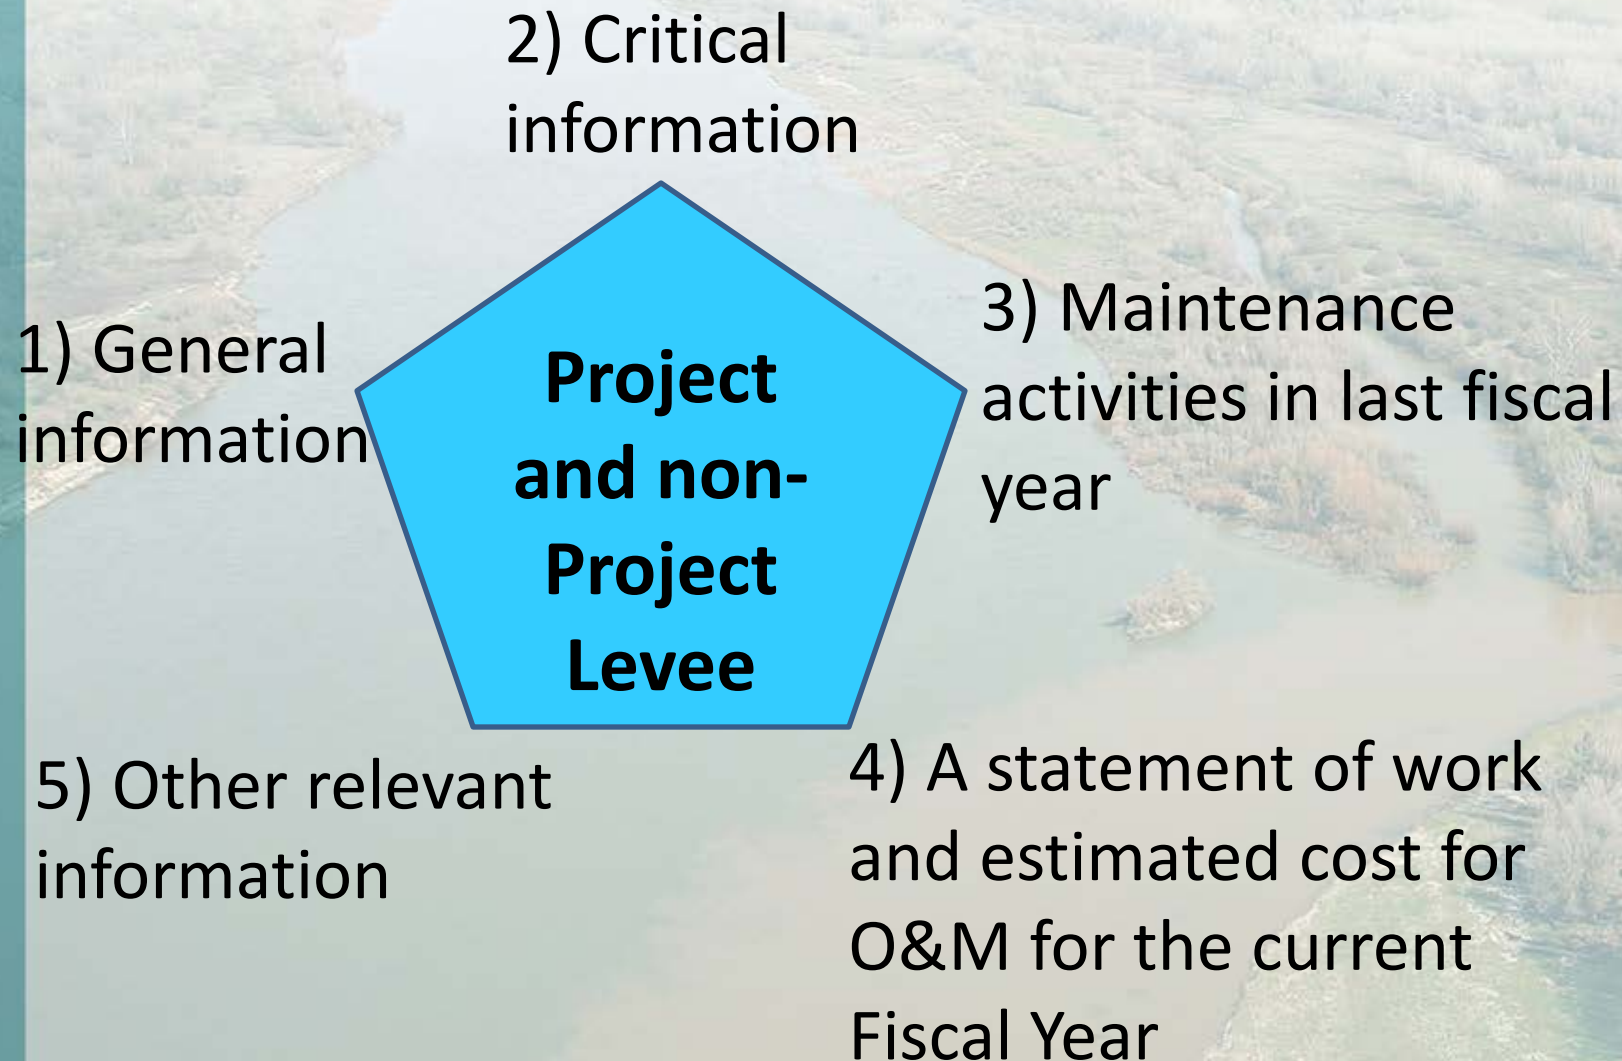 2) Critical
information
1) General
information
3) Maintenance
activities in last fiscal
year
Project
and non-
Project
Levee
5) Other relevant
information
4) A statement of work
and estimated cost for
O&M for the current
Fiscal Year